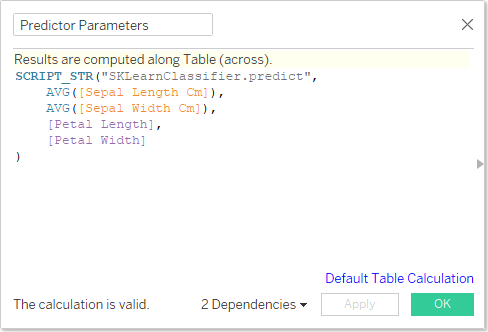 Predictor Parameters
Results are computed along Table (across).
SCRIPT_STR("SKLearnClassifier.predict",
    AVG([Sepal Length Cm]),
    AVG([Sepal Width Cm]),
    [Petal Length],
    [Petal Width]
)
Default Table Calculation
The calculation is valid. 2 Dependencies Apply OK